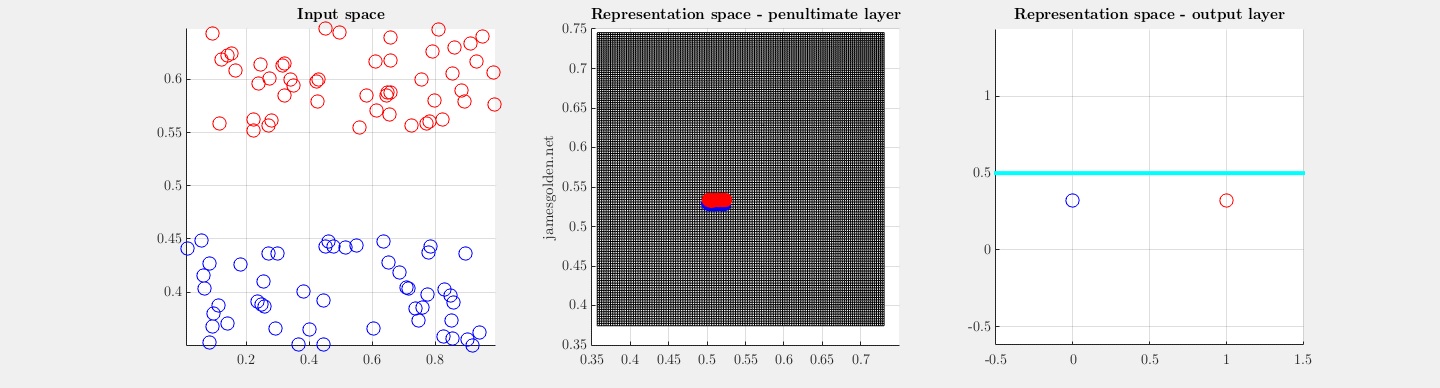 Input space
0.6
0.55
0.5
0.45
0.4
0.2 0.4 0.6 0.8
Representation space - penultimate layer
jamesgolden.net
0.75
0.7
0.65
0.6
0.55
0.5
0.45
0.4
0.35
0.35 0.4 0.45 0.5 0.55 0.6 0.65 0.7
Representation space - output layer
1
0.5
0
-0.5
-0.5 0 0.5 1 1.5